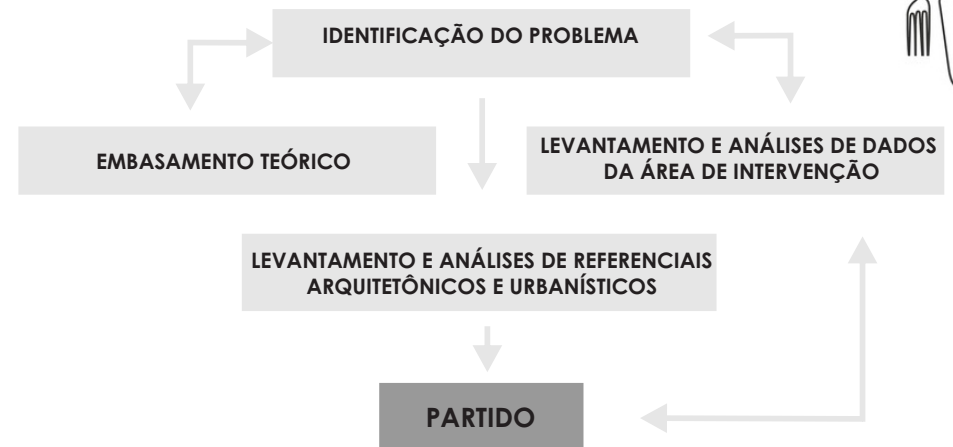 IDENTIFICAÇÃO DO PROBLEMA
EMBASAMENTO TEÓRICO
LEVANTAMENTO E ANÁLISES DE DADOS
DA ÁREA DE INTERVENÇÃO
LEVANTAMENTO E ANÁLISES DE REFERENCIAIS
ARQUITETÔNICOS E URBANÍSTICOS
PARTIDO